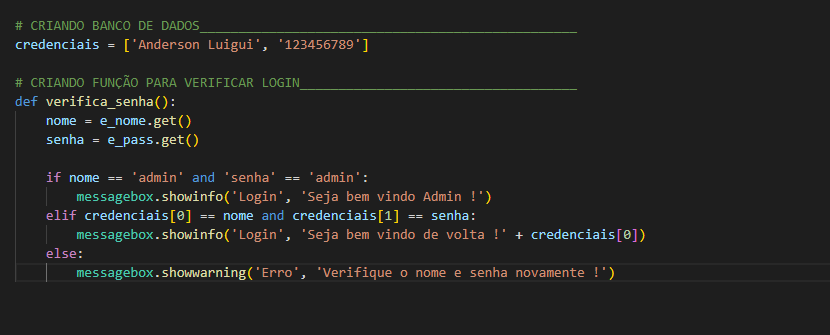 # CRIANDO BANCO DE DADOS________________________________________________
credenciais = ['Anderson Luigui', '123456789']
# CRIANDO FUNÇÃO PARA VERIFICAR LOGIN___________________________________
def verifica_senha():
nome = e_nome.get()
senha = e_pass.get()
if nome == 'admin' and 'senha' == 'admin':
messagebox.showinfo('Login', 'Seja bem vindo Admin !')
elif credenciais[0] == nome and credenciais[1] == senha:
messagebox.showinfo('Login', 'Seja bem vindo de volta !' + credenciais[0])
else:
messagebox.showwarning('Erro', 'Verifique o nome e senha novamente !')